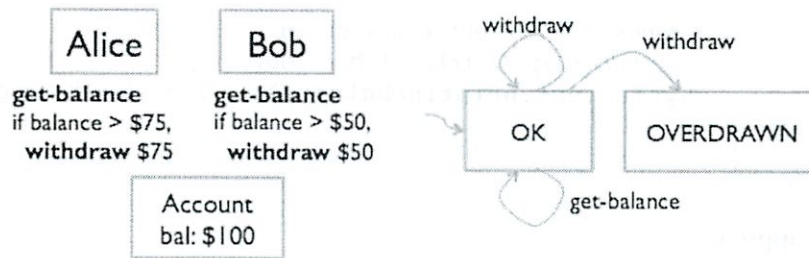 Alice
Bob
get-balance
if balance > $75,
withdraw $75
get-balance
if balance > $50,
withdraw $50
Account
bal: $100
withdraw
withdraw
OK
OVERDRAWN
get-balance